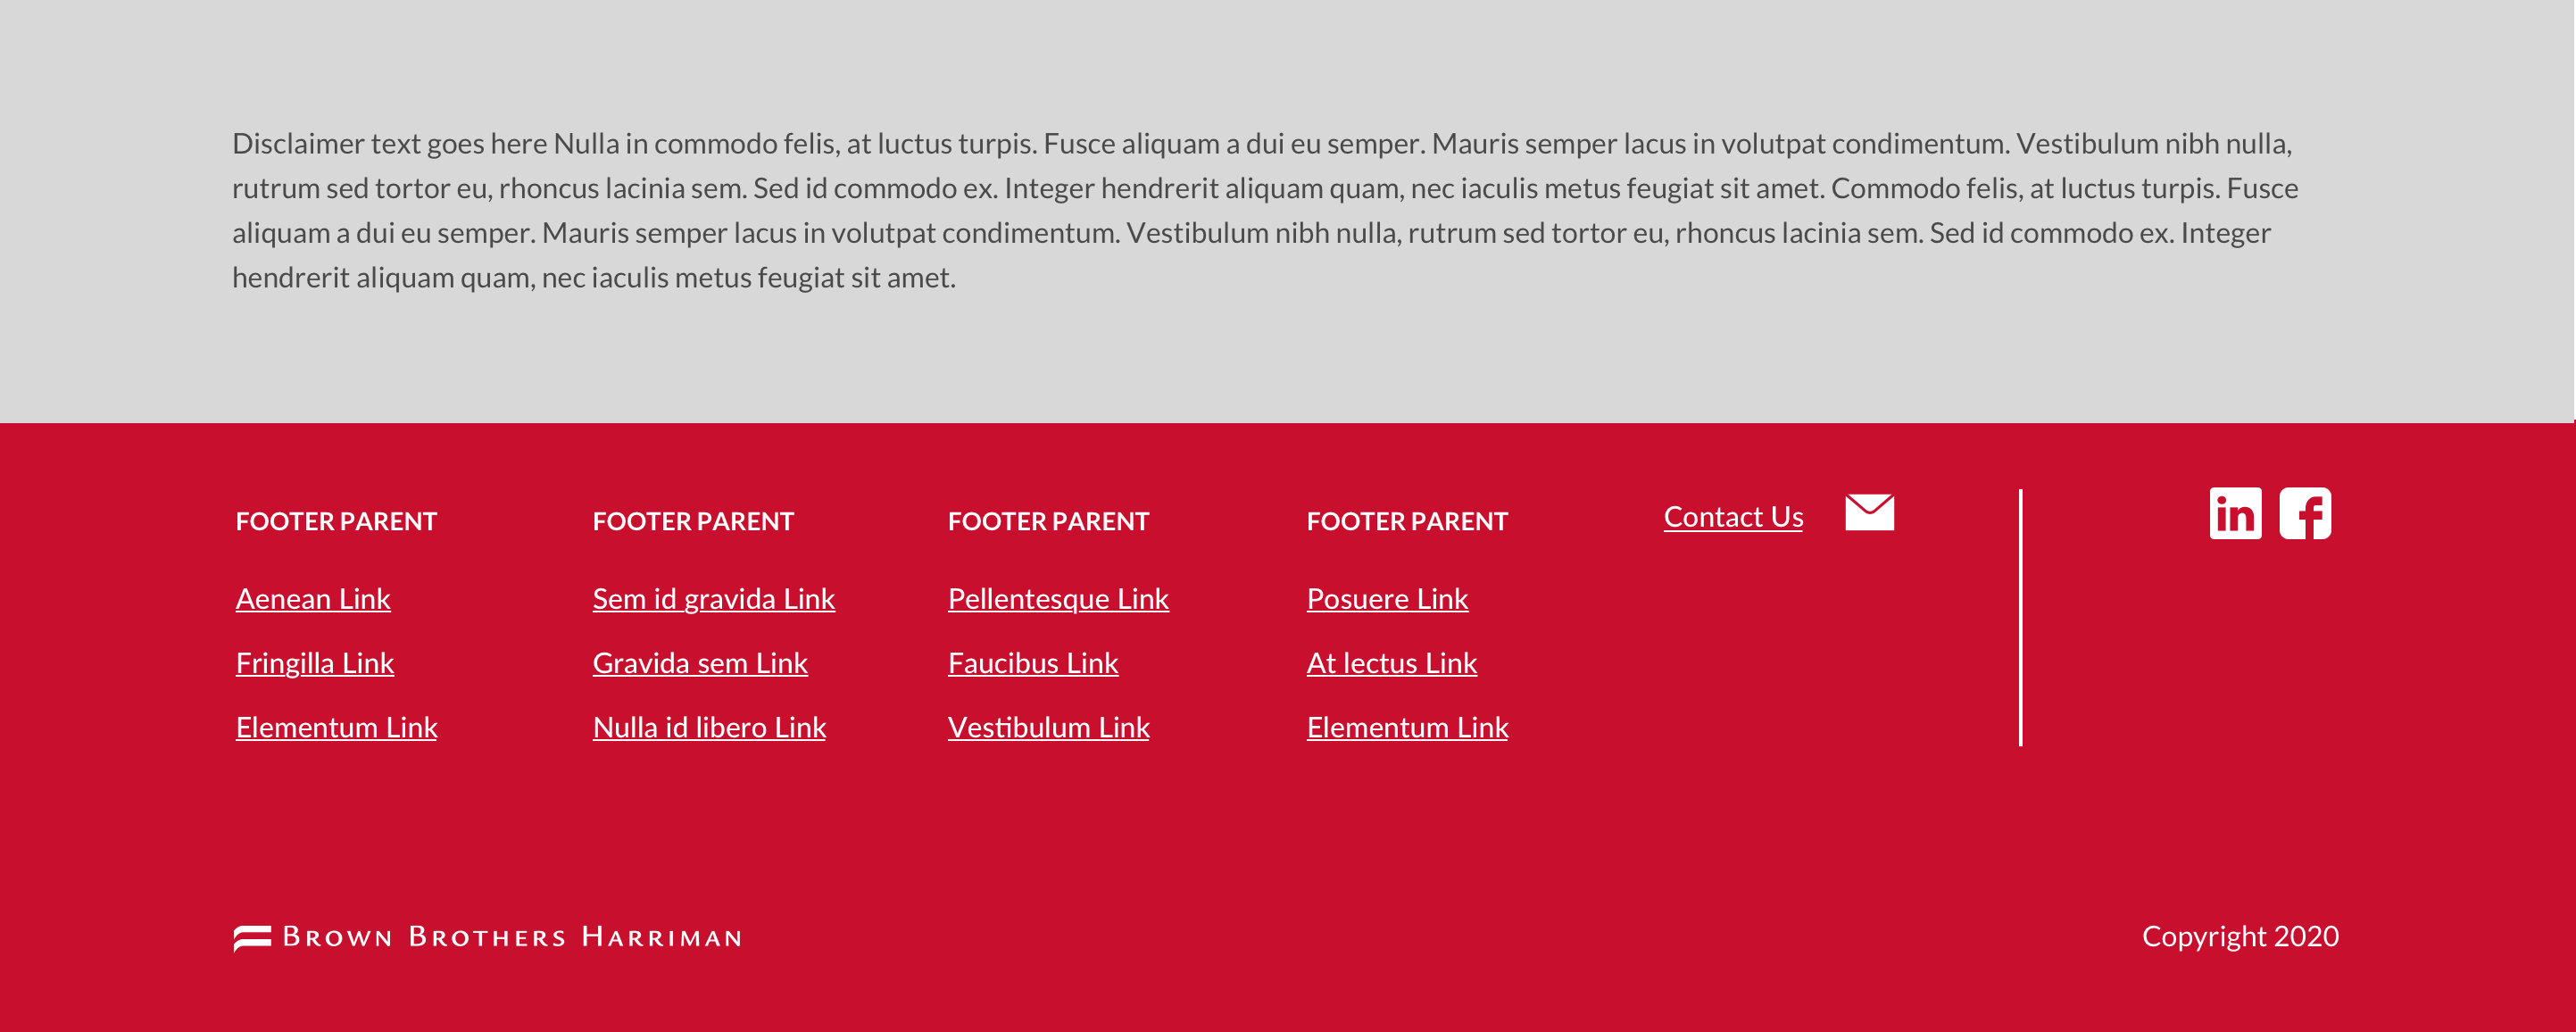 Disclaimer text goes here Nulla in commodo felis, at luctus turpis. Fusce aliquam a dui eu semper. Mauris semper lacus in volutpat condimentum. Vestibulum nibh nulla,
rutrum sed tortor eu, rhoncus lacinia sem. Sed id commodo ex. Integer hendrerit aliquam quam, nec iaculis metus feugiat sit amet. Commodo felis, at luctus turpis. Fusce
aliquam a dui eu semper. Mauris semper lacus in volutpat condimentum. Vestibulum nibh nulla, rutrum sed tortor eu, rhoncus lacinia sem. Sed id commodo ex. Integer
hendrerit aliquam quam, nec iaculis metus feugiat sit amet.
FOOTER PARENT
Aenean Link
Fringilla Link
Elementum Link
FOOTER PARENT
Sem id gravida Link
Gravida sem Link
Nulla id libero Link
FOOTER PARENT
Pellentesque Link
Faucibus Link
Vestibulum Link
FOOTER PARENT
Posuere Link
At lectus Link
Elementum Link
Contact Us
in f
BROWN BROTHERS HARRIMAN
Copyright 2020